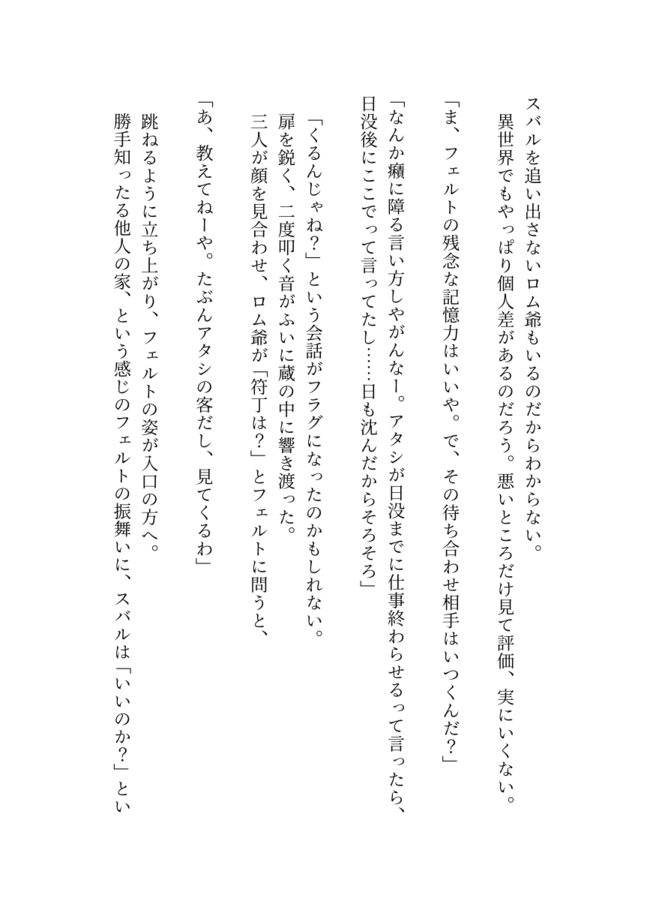 スバルを追い出さないロム爺もいるのだからわからない。
異世界でもやっぱり個人差があるのだろう。悪いところだけ見て評価、実にいくない。
「ま、フェルトの残念な記憶力はいいや。で、その待ち合わせ相手はいつくんだ？」
「なんか癪に障る言い方しやがんなー。アタシが日没までに仕事終わらせるって言ったら、
日没後にここでって言ってたし……日も沈んだからそろそろ」
「くるんじゃね？」という会話がフラグになったのかもしれない。
扉を鋭く、二度叩く音がふいに蔵の中に響き渡った。
三人が顔を見合わせ、ロム爺が「符丁は？」とフェルトに問うと、
「あ、教えてねーや。たぶんアタシの客だし、見てくるわ」
跳ねるように立ち上がり、フェルトの姿が入口の方へ。
勝手知ったる他人の家、という感じのフェルトの振舞いに、スバルは「いいのか？」とい